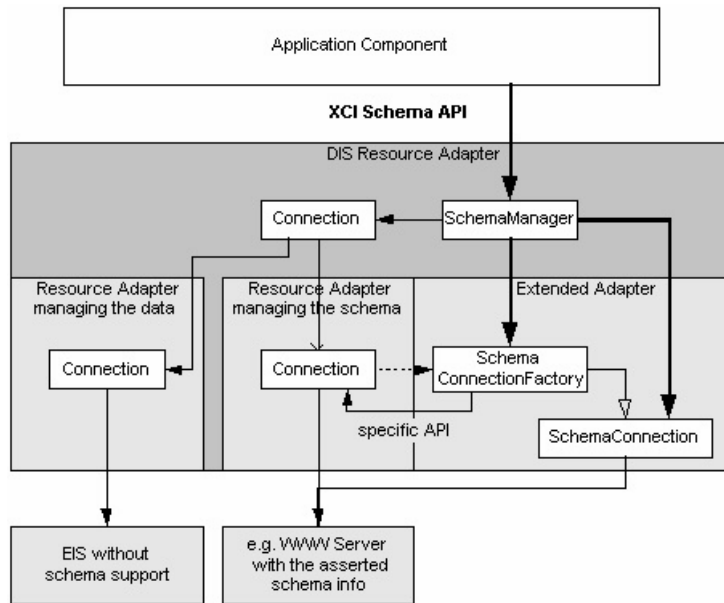 Application Component
XCI Schema API
DIS Resource Adapter
Connection
SchemaManager
Resource Adapter
managing the data
Resource Adapter
managing the schema
Extended Adapter
Connection
Connection
Schema
ConnectionFactory
specific API
SchemaConnection
EIS without
schema support
e.g. WWW Server
with the asserted
schema info